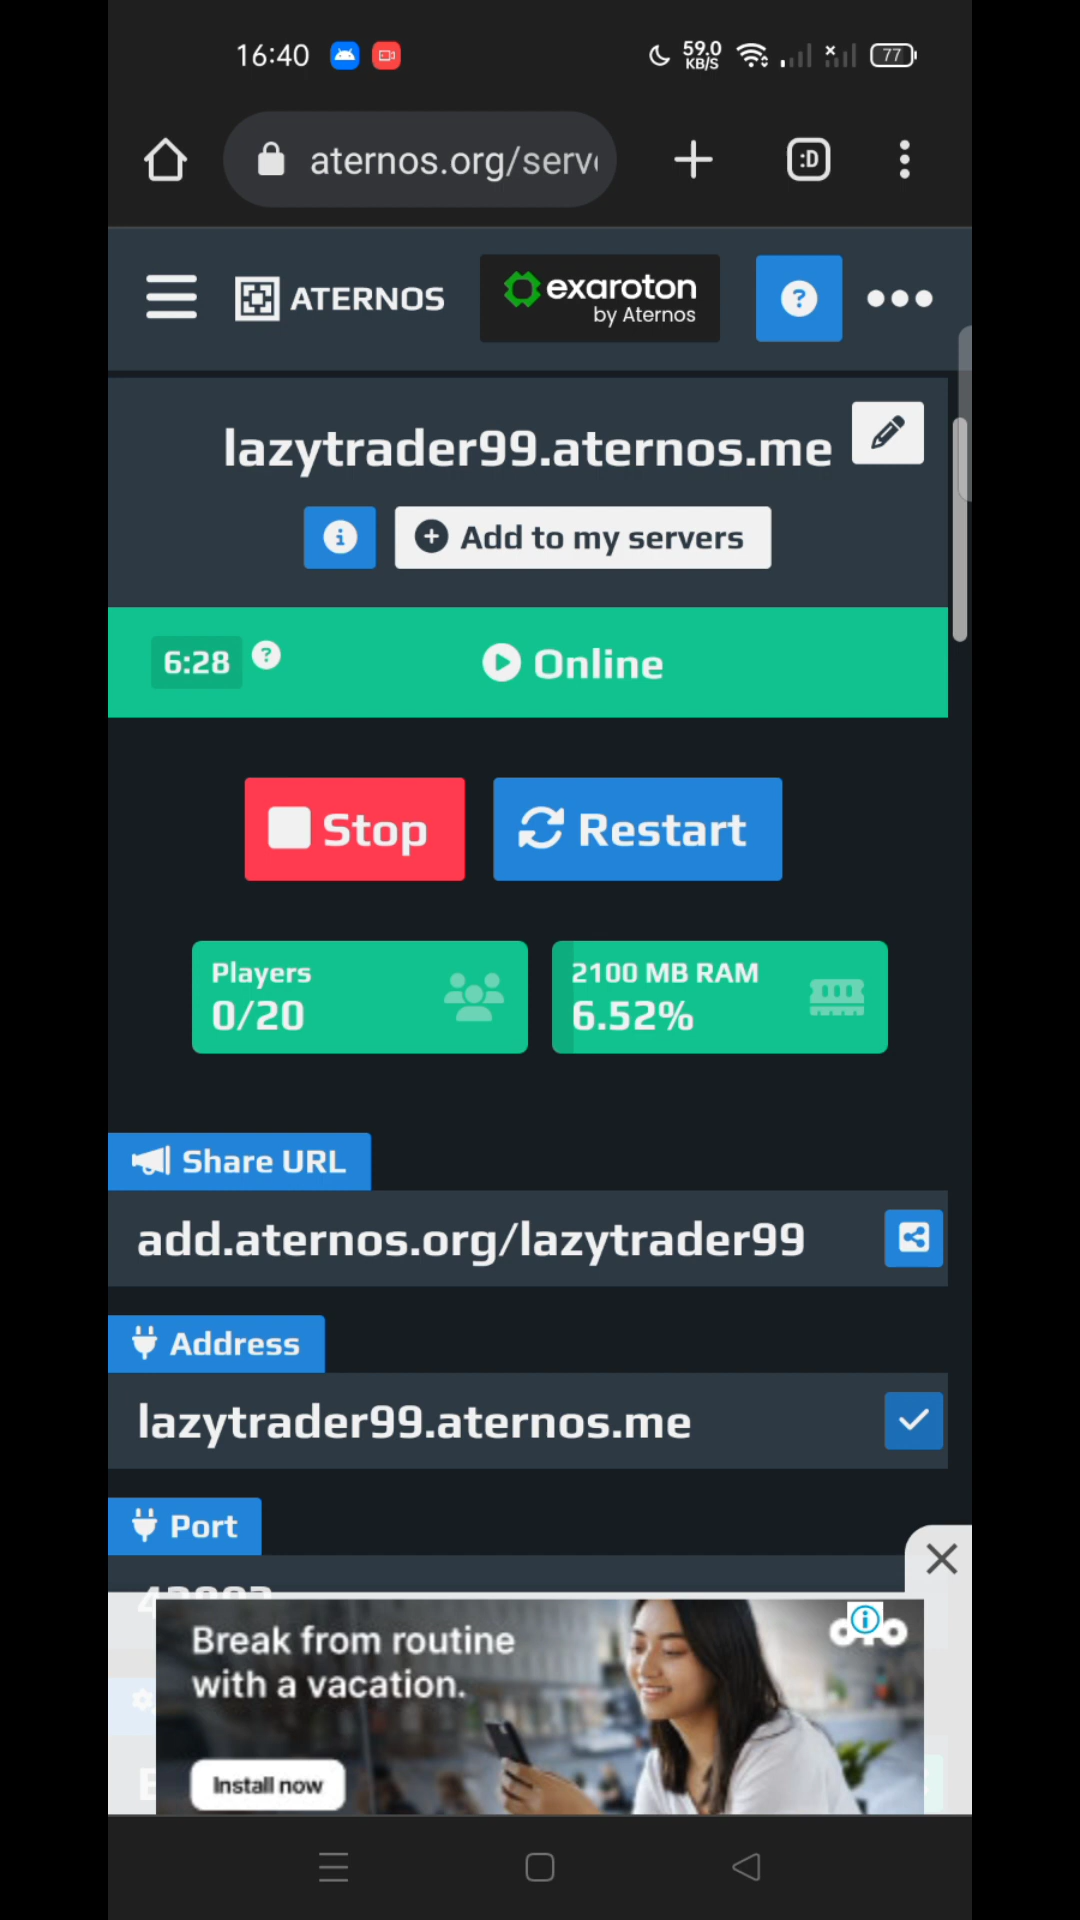 16:40
59.0
KB/S
77
aternos.org/serv
:D
ATERNOS
exaroton
by Aternos
?
lazytrader99.aternos.me
i
Add to my servers
6:28
?
Online
Stop
Restart
Players
0/20
2100 MB RAM
6.52%
Share URL
add.aternos.org/lazytrader99
Address
lazytrader99.aternos.me
Port
Break from routine
with a vacation.
Install now